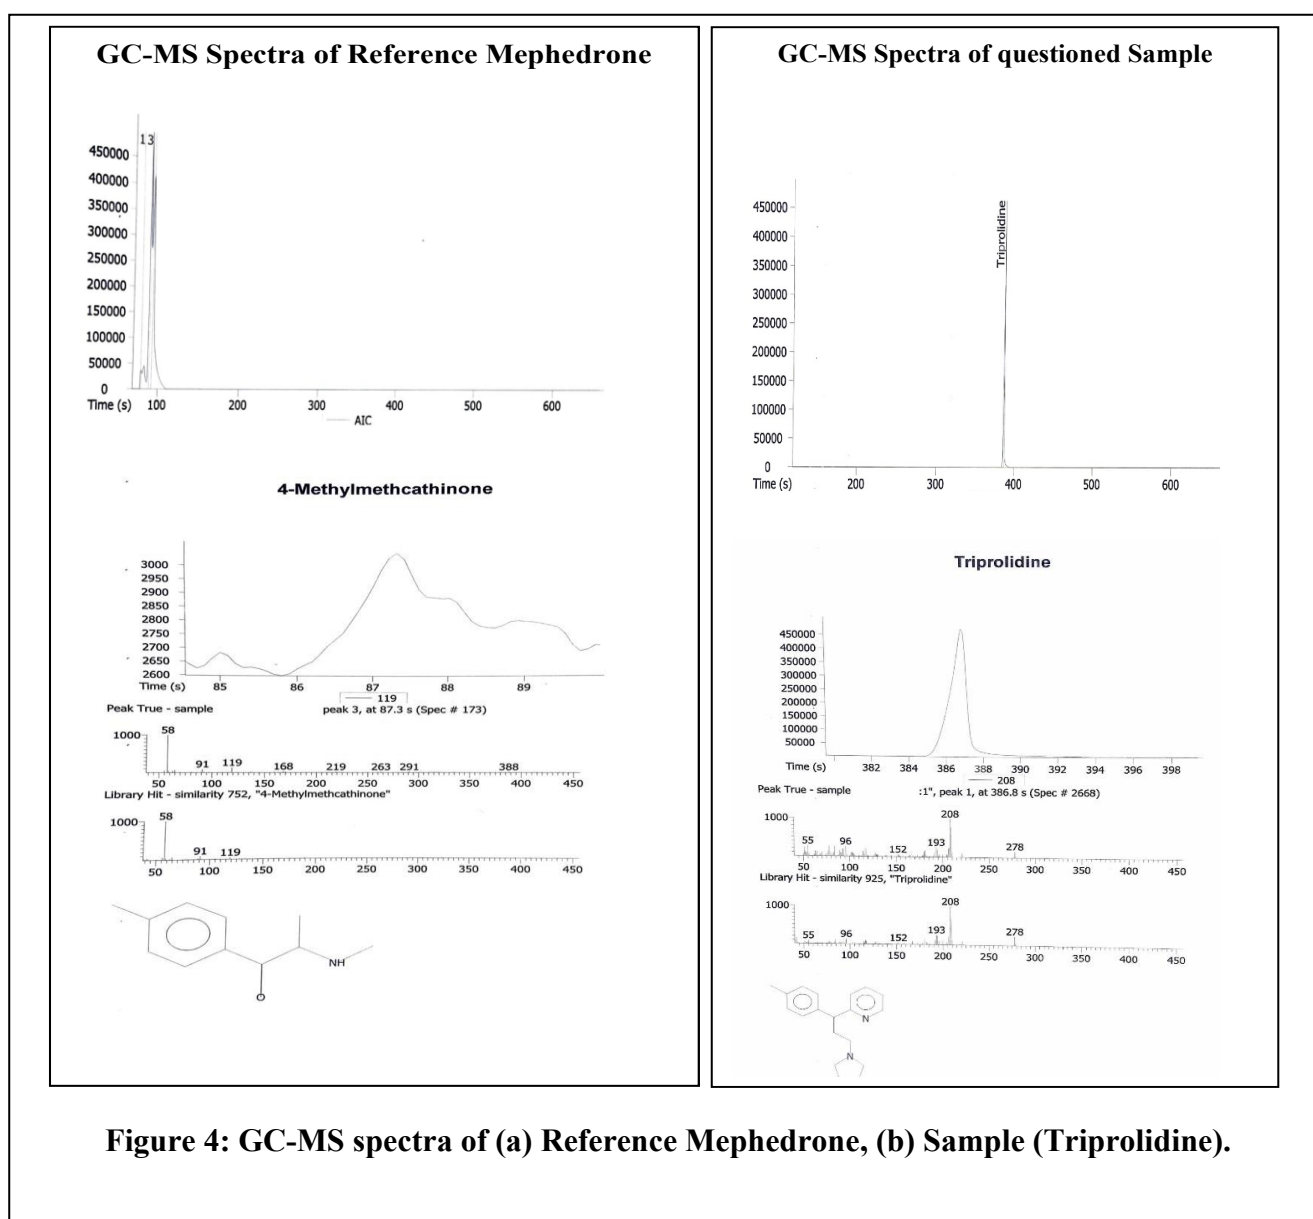 GC-MS Spectra of Reference Mephedrone
13
450000
400000
350000
300000
250000
200000
150000
100000
50000
0
Time (s) 100 200 300 400 500 600
AIC
4-Methylmethcathinone
3000
2950
2900
2850
2800
2750
2700
2650
2600
Time (s) 85 86 87 88 89
119
Peak True - sample peak 3, at 87.3 s (Spec # 173)
1000 58 91 119 168 219 263 291 388
50 100 150 200 250 300 350 400 450
Library Hit - similarity 752, "4-Methylmethcathinone"
1000 58 91 119
50 100 150 200 250 300 350 400 450
NH
O
GC-MS Spectra of questioned Sample
Triprolidine
450000
400000
350000
300000
250000
200000
150000
100000
50000
0
Time (s) 200 300 400 500 600
Triprolidine
450000
400000
350000
300000
250000
200000
150000
100000
50000
Time (s) 382 384 386 388 390 392 394 396 398
208
Peak True - sample :1", peak 1, at 386.8 s (Spec # 2668)
1000 55 96 152 193 208 278
50 100 150 200 250 300 350 400 450
Library Hit - similarity 925, "Triprolidine"
1000 55 96 152 193 208 278
50 100 150 200 250 300 350 400 450
N
N
Figure 4: GC-MS spectra of (a) Reference Mephedrone, (b) Sample (Triprolidine).